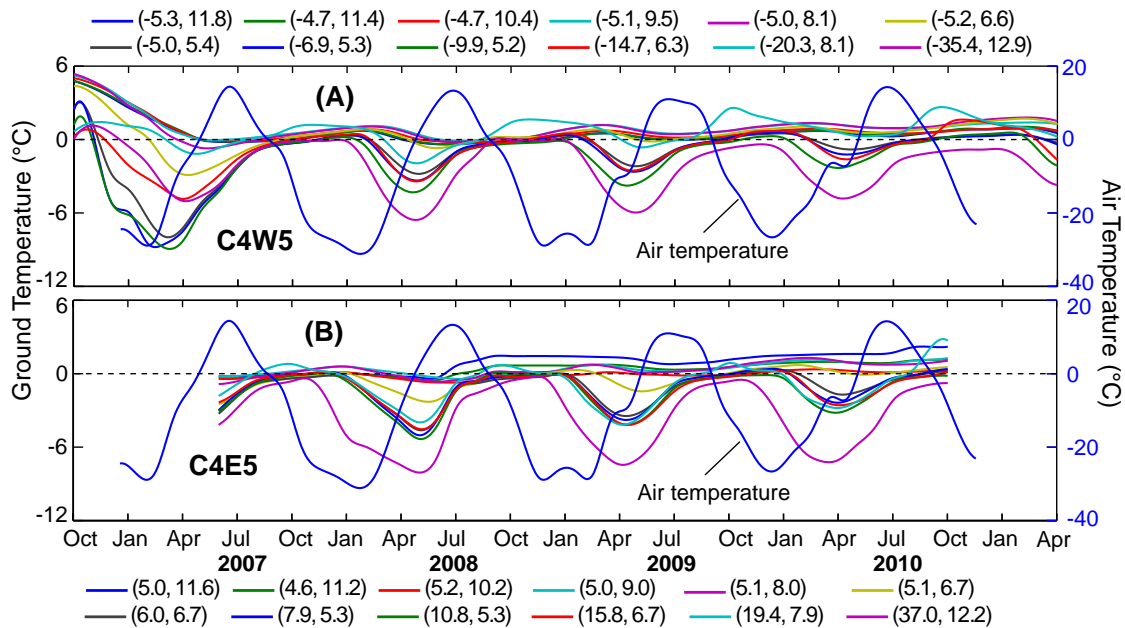 (-5.3, 11.8) (-4.7, 11.4) (-4.7, 10.4) (-5.1, 9.5) (-5.0, 8.1) (-5.2, 6.6)
(-5.0, 5.4) (-6.9, 5.3) (-9.9, 5.2) (-14.7, 6.3) (-20.3, 8.1) (-35.4, 12.9)
6 20
(A)
10
0 0
-10
-6 -20
C4W5
Air temperature
-30
-12 -40
Ground Temperature (°C)
Air Temperature (°C)
6 20
(B)
10
0 0
-10
-6 -20
C4E5
Air temperature
-30
-12 -40
Oct Jan Apr Jul Oct Jan Apr Jul Oct Jan Apr Jul Oct Jan Apr Jul Oct Jan Apr
2007 2008 2009 2010
(5.0, 11.6) (4.6, 11.2) (5.2, 10.2) (5.0, 9.0) (5.1, 8.0) (5.1, 6.7)
(6.0, 6.7) (7.9, 5.3) (10.8, 5.3) (15.8, 6.7) (19.4, 7.9) (37.0, 12.2)